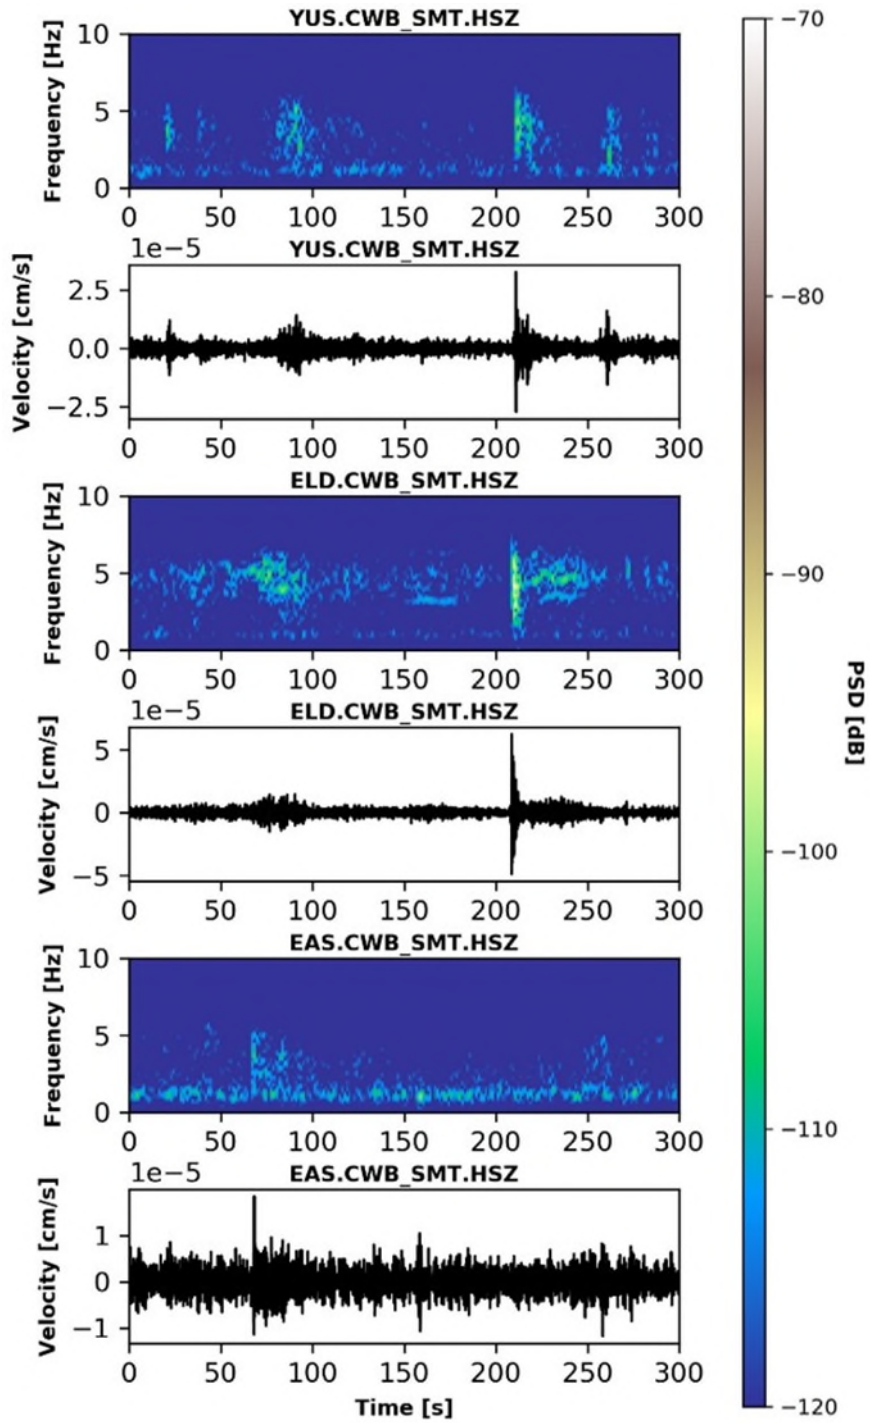 YUS.CWB_SMT.HSZ
Frequency [Hz]
10
5
0
0 50 100 150 200 250 300
1e−5
YUS.CWB_SMT.HSZ
Velocity [cm/s]
2.5
0.0
−2.5
0 50 100 150 200 250 300
ELD.CWB_SMT.HSZ
Frequency [Hz]
10
5
0
0 50 100 150 200 250 300
1e−5
ELD.CWB_SMT.HSZ
Velocity [cm/s]
5
0
−5
0 50 100 150 200 250 300
EAS.CWB_SMT.HSZ
Frequency [Hz]
10
5
0
0 50 100 150 200 250 300
1e−5
EAS.CWB_SMT.HSZ
Velocity [cm/s]
1
0
−1
0 50 100 150 200 250 300
Time [s]
−70
−80
−90
−100
−110
−120
PSD [dB]